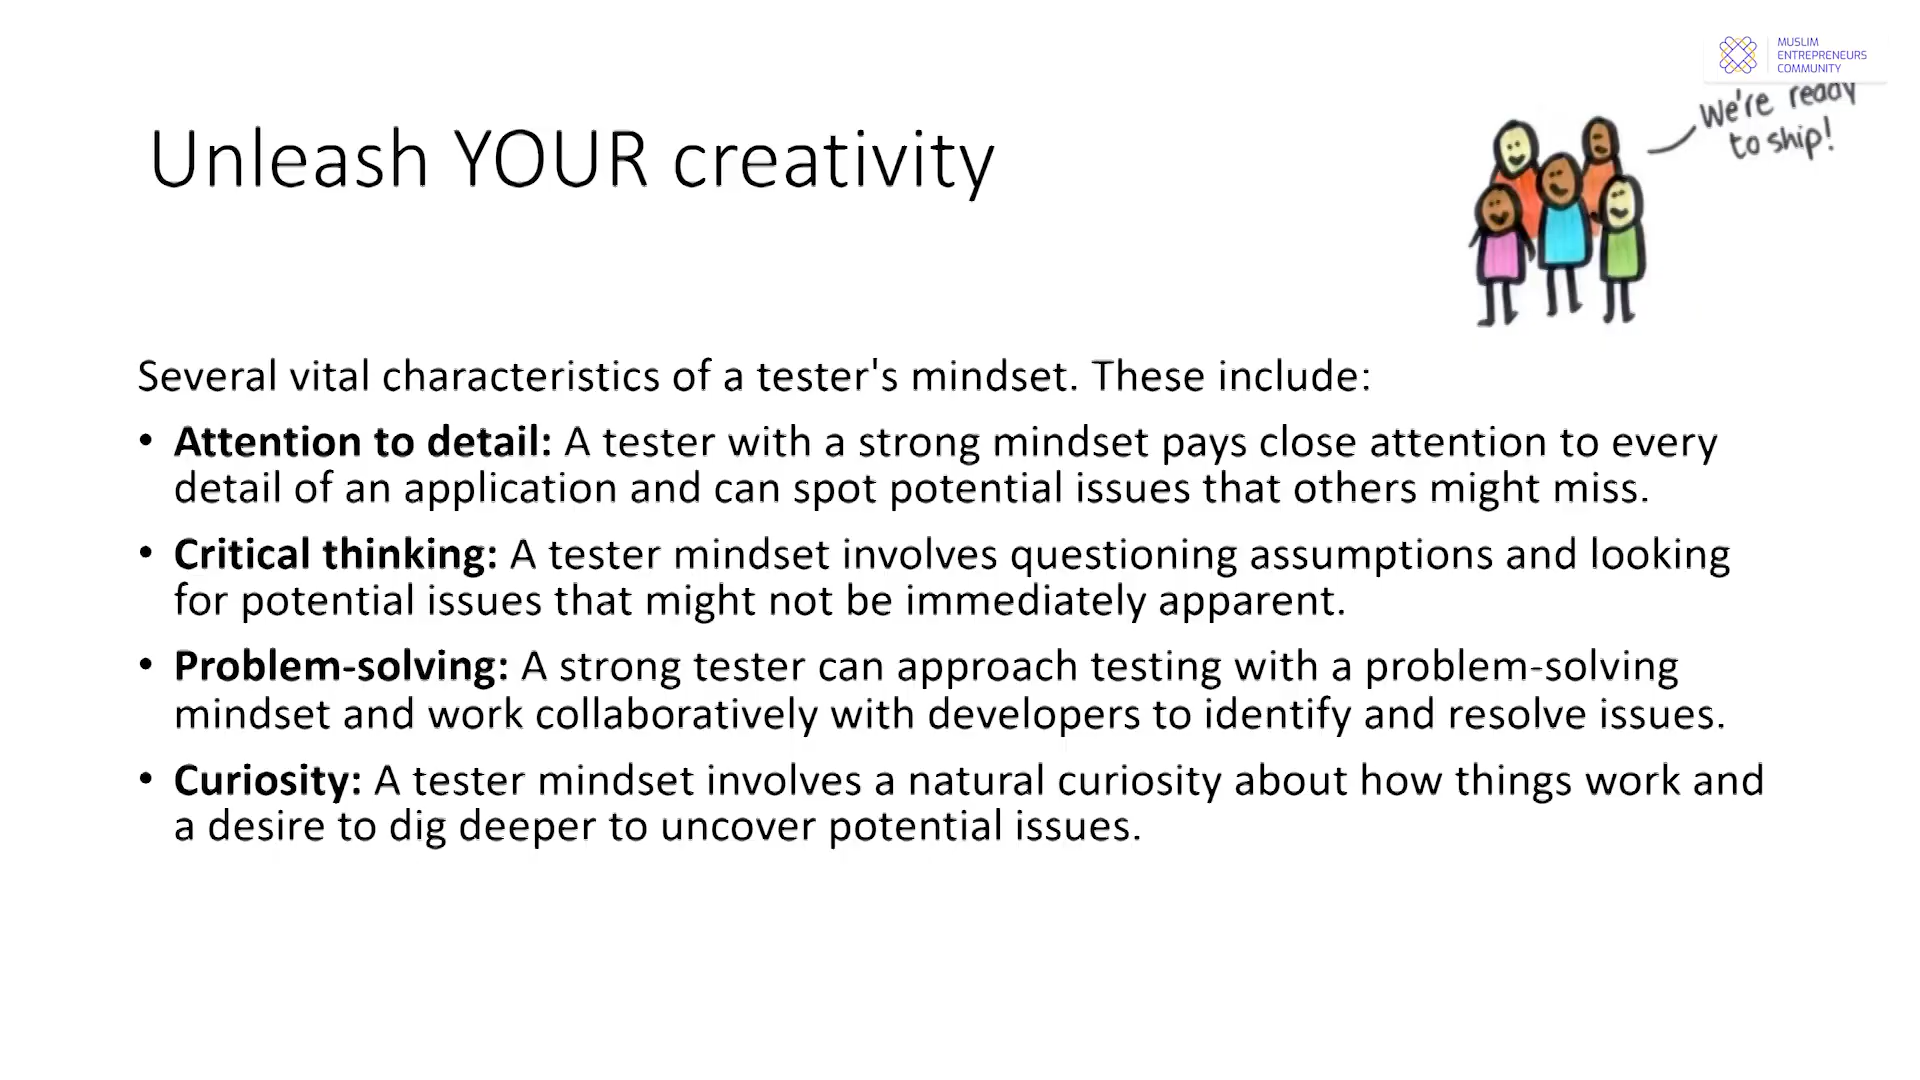 MUSLIM
ENTREPRENEURS
COMMUNITY
We're ready
to ship!
Unleash YOUR creativity
Several vital characteristics of a tester's mindset. These include:
• Attention to detail: A tester with a strong mindset pays close attention to every
detail of an application and can spot potential issues that others might miss.
• Critical thinking: A tester mindset involves questioning assumptions and looking
for potential issues that might not be immediately apparent.
• Problem-solving: A strong tester can approach testing with a problem-solving
mindset and work collaboratively with developers to identify and resolve issues.
• Curiosity: A tester mindset involves a natural curiosity about how things work and
a desire to dig deeper to uncover potential issues.